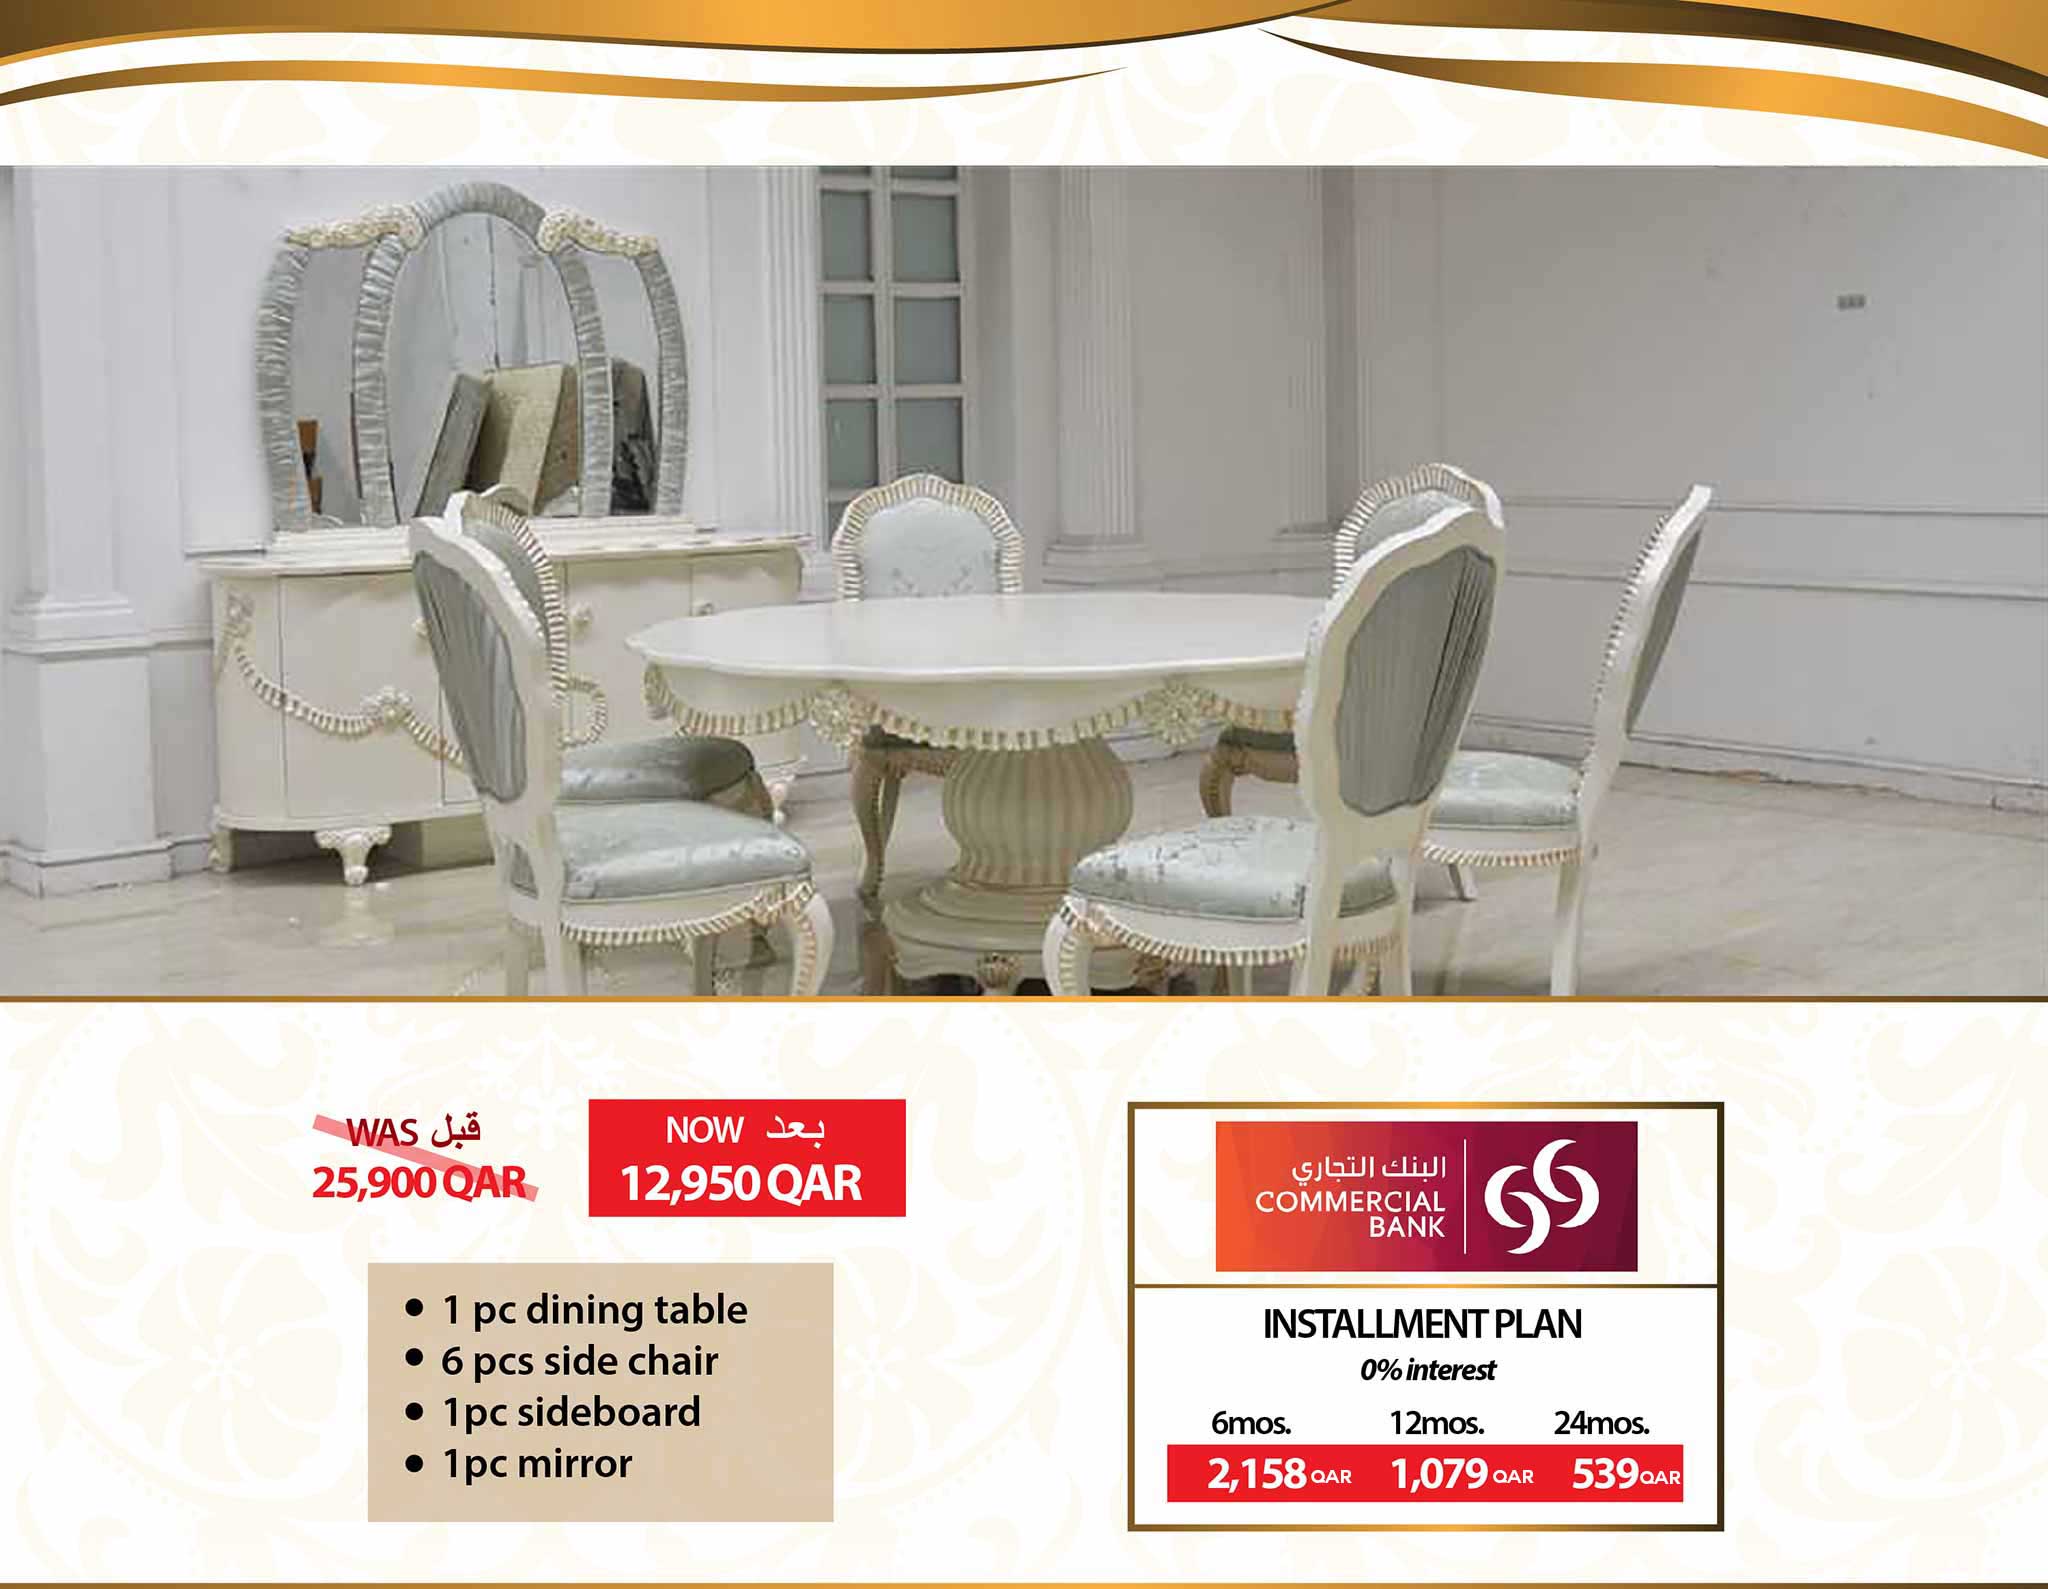 WAS قبل
25,900 QAR
NOW بعد
12,950 QAR
• 1 pc dining table
• 6 pcs side chair
• 1pc sideboard
• 1pc mirror
البنك التجاري
COMMERCIAL
BANK
INSTALLMENT PLAN
0% interest
6mos. 12mos. 24mos.
2,158 QAR 1,079 QAR 539QAR